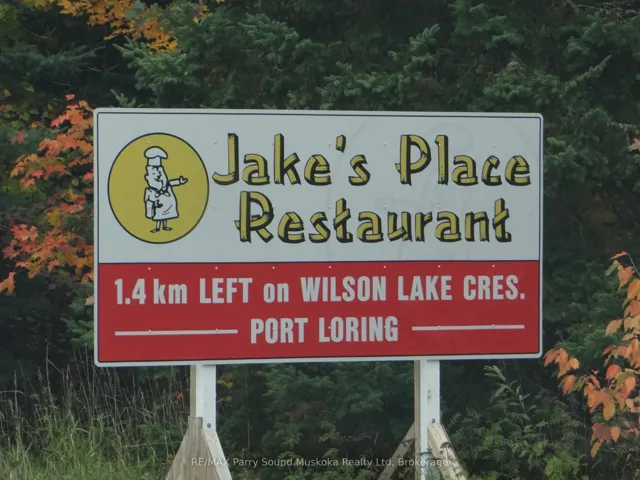 Jake's Place
Restaurant
1.4 km LEFT on WILSON LAKE CRES.
PORT LORING
RE/MAX Parry Sound Muskoka Realty Ltd, Brokerage